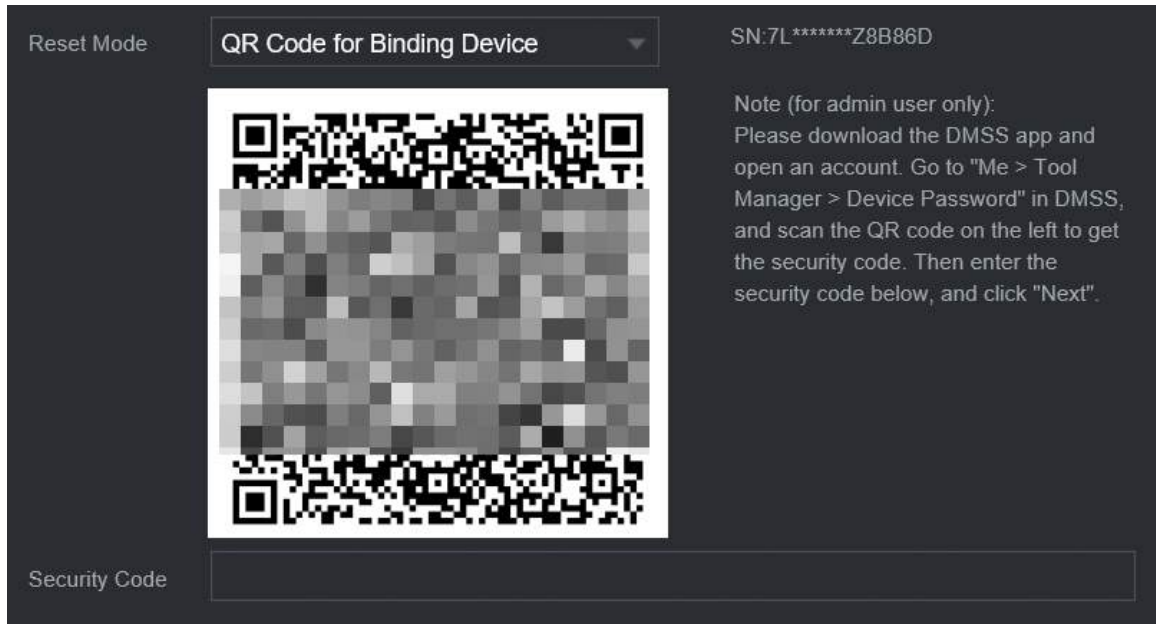 Reset Mode
QR Code for Binding Device
SN:7L*******Z8B86D
Note (for admin user only):
Please download the DMSS app and
open an account. Go to "Me > Tool
Manager > Device Password" in DMSS,
and scan the QR code on the left to get
the security code. Then enter the
security code below, and click "Next".
Security Code